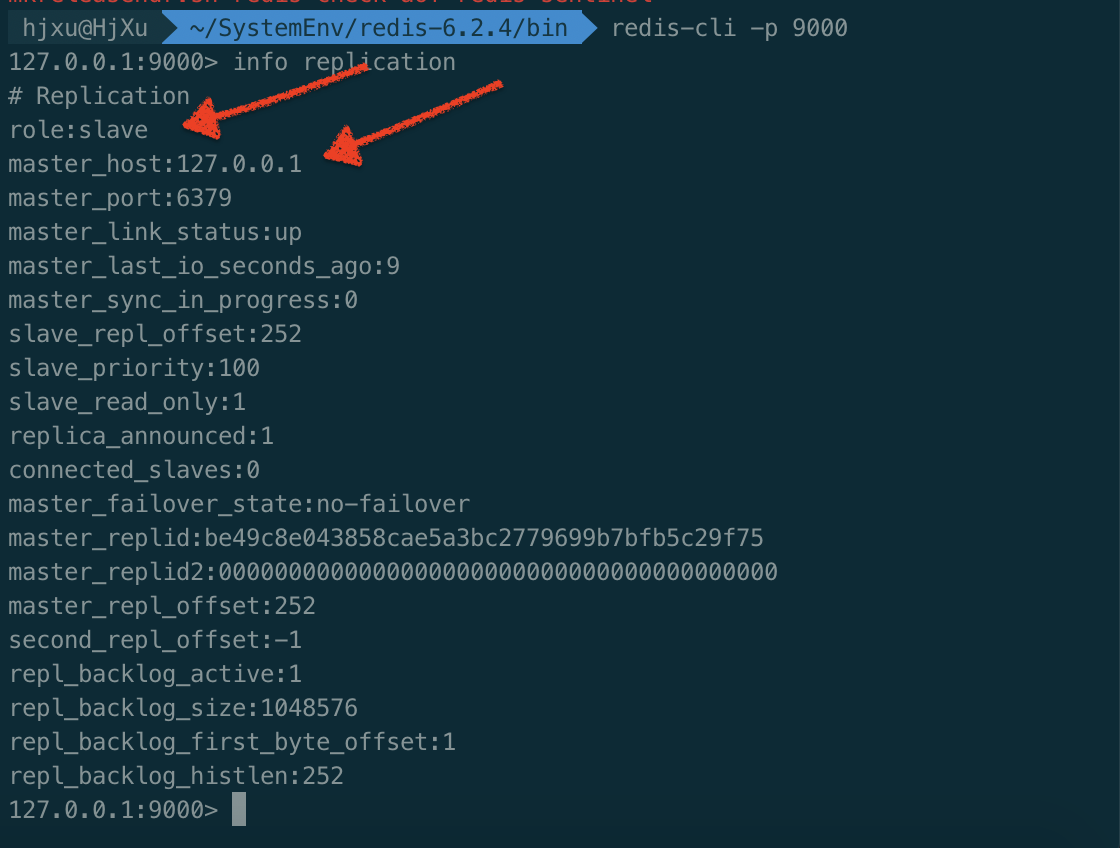 hjxu@HjXu ~/SystemEnv/redis-6.2.4/bin redis-cli -p 9000
127.0.0.1:9000> info replication
# Replication
role:slave
master_host:127.0.0.1
master_port:6379
master_link_status:up
master_last_io_seconds_ago:9
master_sync_in_progress:0
slave_repl_offset:252
slave_priority:100
slave_read_only:1
replica_announced:1
connected_slaves:0
master_failover_state:no-failover
master_replid:be49c8e043858cae5a3bc2779699b7bfb5c29f75
master_replid2:0000000000000000000000000000000000000000
master_repl_offset:252
second_repl_offset:-1
repl_backlog_active:1
repl_backlog_size:1048576
repl_backlog_first_byte_offset:1
repl_backlog_histlen:252
127.0.0.1:9000>